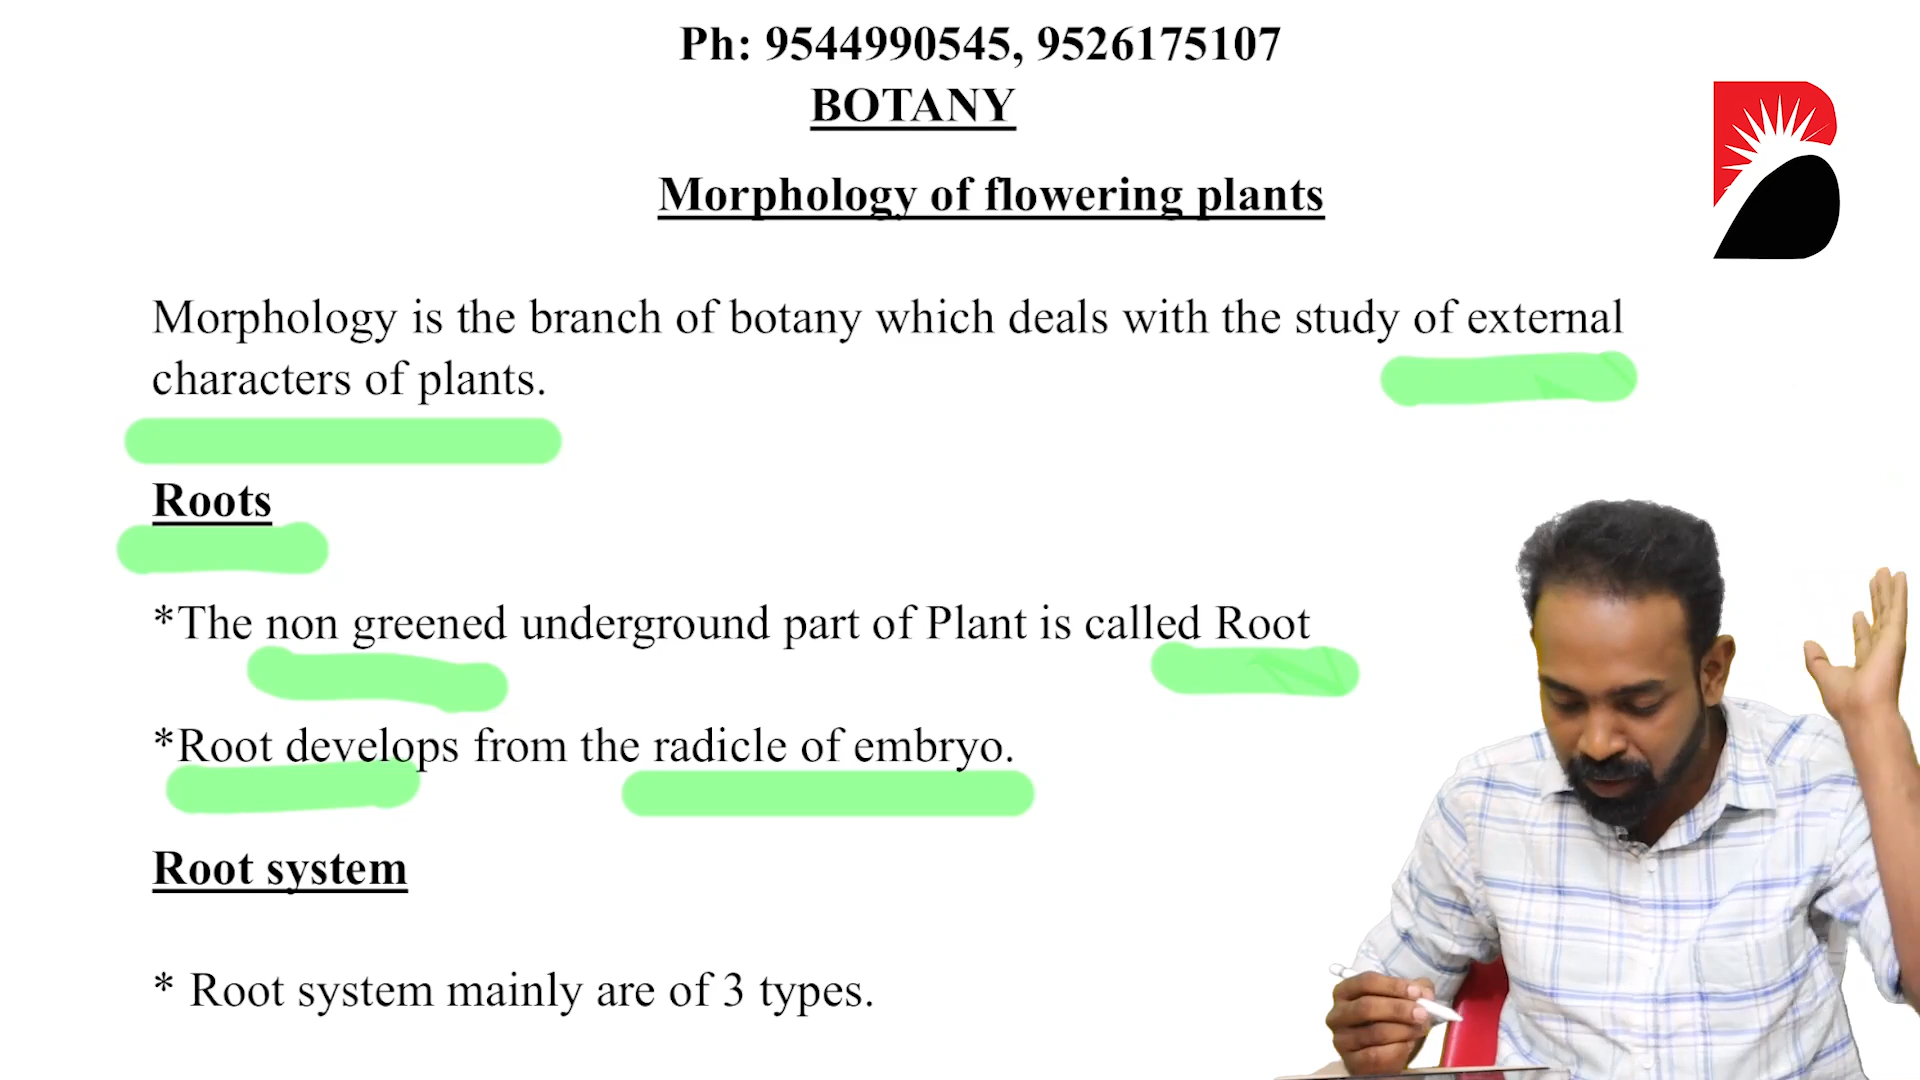 Ph: 9544990545, 9526175107
BOTANY
Morphology of flowering plants
Morphology is the branch of botany which deals with the study of external
characters of plants.
Roots
*The non greened underground part of Plant is called Root
*Root develops from the radicle of embryo.
Root system
* Root system mainly are of 3 types.